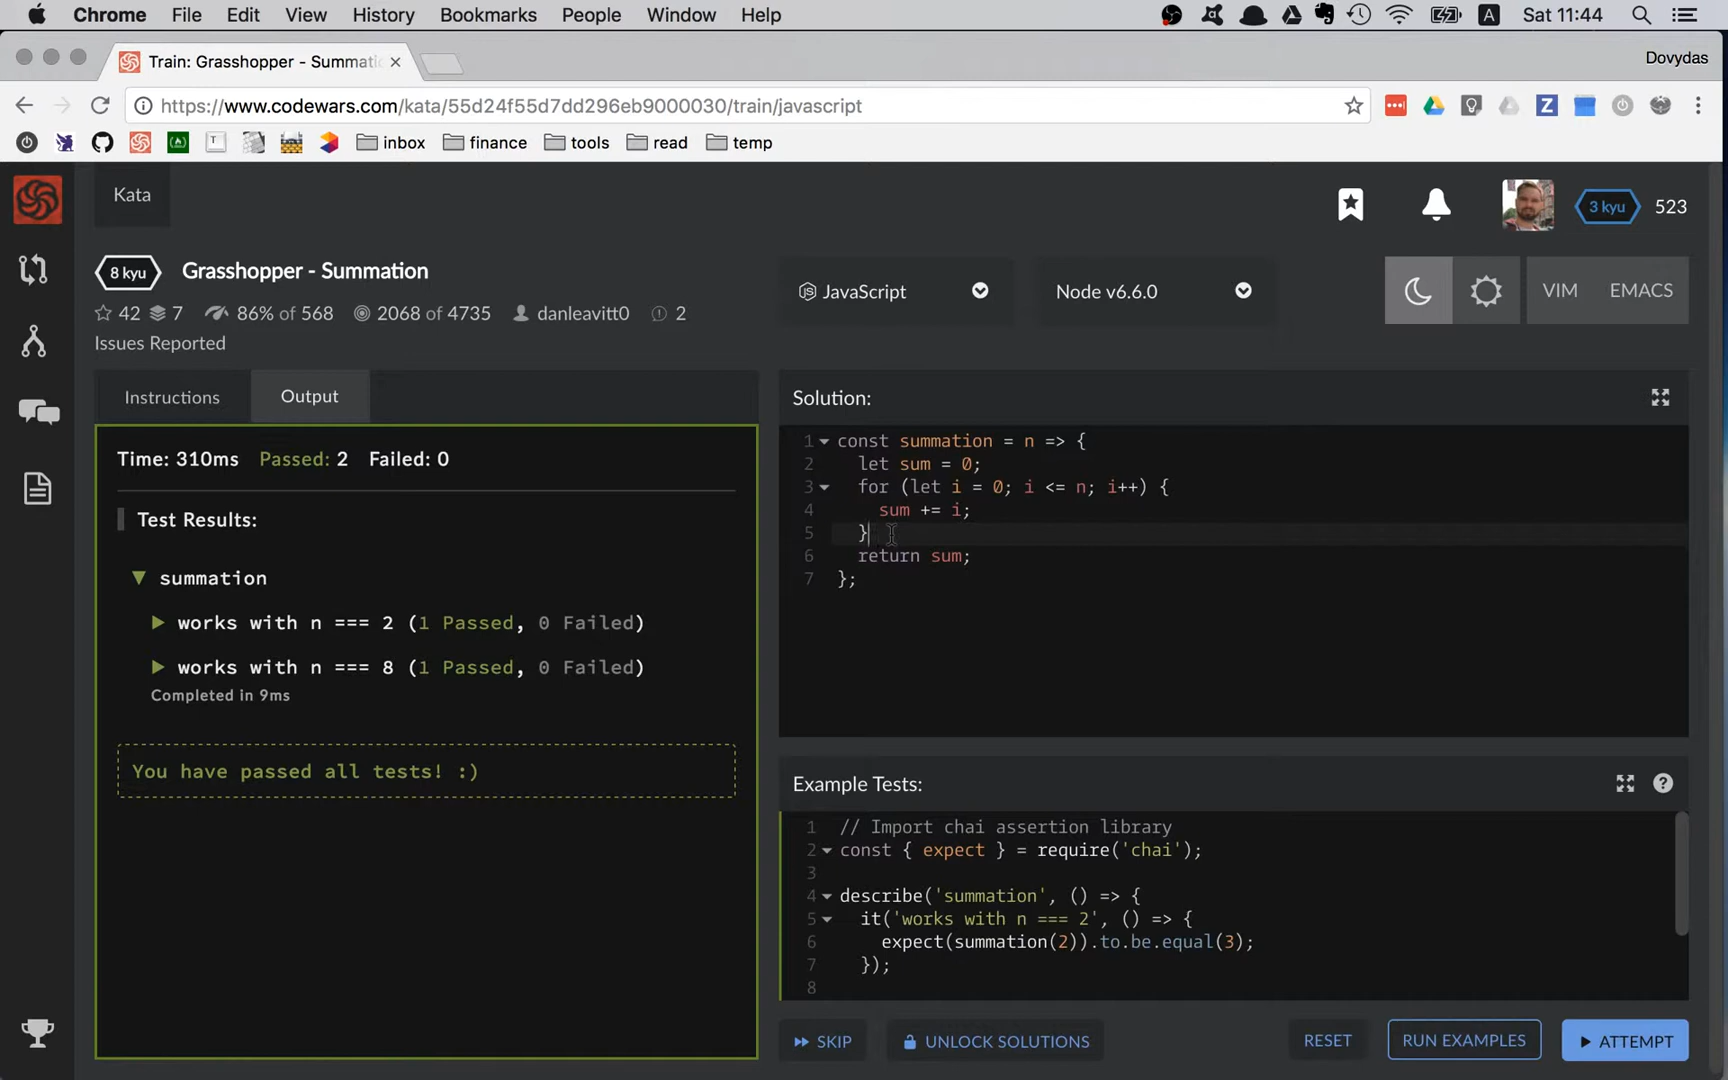 Chrome File Edit View History Bookmarks People Window Help A Sat 11:44
Train: Grasshopper - Summati
Dovydas
https://www.codewars.com/kata/55d24f55d7dd296eb9000030/train/javascript
inbox finance tools read temp
Kata
3 kyu 523
8 kyu Grasshopper - Summation
JavaScript Node v6.6.0 VIM EMACS
42 7 86% of 568 2068 of 4735 danleavitt0 2
Issues Reported
Instructions Output
Time: 310ms Passed: 2 Failed: 0
Test Results:
summation
works with n === 2 (1 Passed, 0 Failed)
works with n === 8 (1 Passed, 0 Failed)
Completed in 9ms
You have passed all tests! :)
Solution:
1 const summation = n => {
2 let sum = 0;
3 for (let i = 0; i <= n; i++) {
4 sum += i;
5 }
6 return sum;
7 };
Example Tests:
1 // Import chai assertion library
2 const { expect } = require('chai');
3
4 describe('summation', () => {
5 it('works with n === 2', () => {
6 expect(summation(2)).to.be.equal(3);
7 });
8
SKIP UNLOCK SOLUTIONS RESET RUN EXAMPLES ATTEMPT